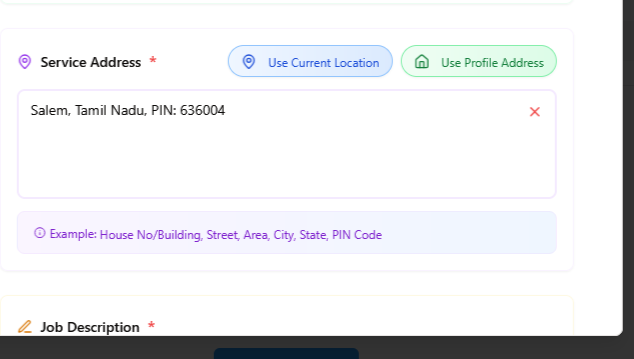 Service Address *
Use Current Location
Use Profile Address
Salem, Tamil Nadu, PIN: 636004
Example: House No/Building, Street, Area, City, State, PIN Code
Job Description *